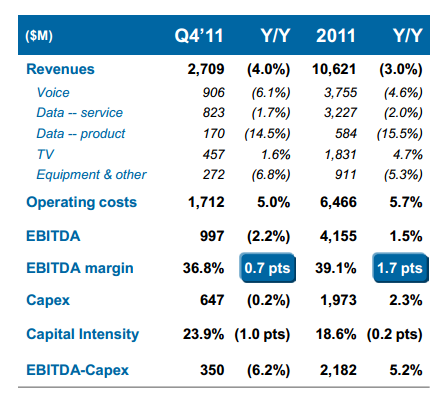 ($M) Q4'11 Y/Y 2011 Y/Y
Revenues 2,709 (4.0%) 10,621 (3.0%)
Voice 906 (6.1%) 3,755 (4.6%)
Data -- service 823 (1.7%) 3,227 (2.0%)
Data -- product 170 (14.5%) 584 (15.5%)
TV 457 1.6% 1,831 4.7%
Equipment & other 272 (6.8%) 911 (5.3%)
Operating costs 1,712 5.0% 6,466 5.7%
EBITDA 997 (2.2%) 4,155 1.5%
EBITDA margin 36.8% 0.7 pts 39.1% 1.7 pts
Capex 647 (0.2%) 1,973 2.3%
Capital Intensity 23.9% (1.0 pts) 18.6% (0.2 pts)
EBITDA-Capex 350 (6.2%) 2,182 5.2%